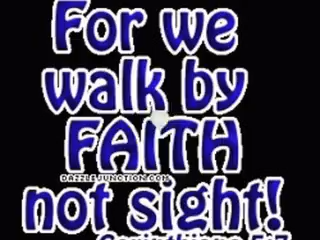 For we
walk by
FAITH
DAZZLEJUNCTION.COM
not sight!